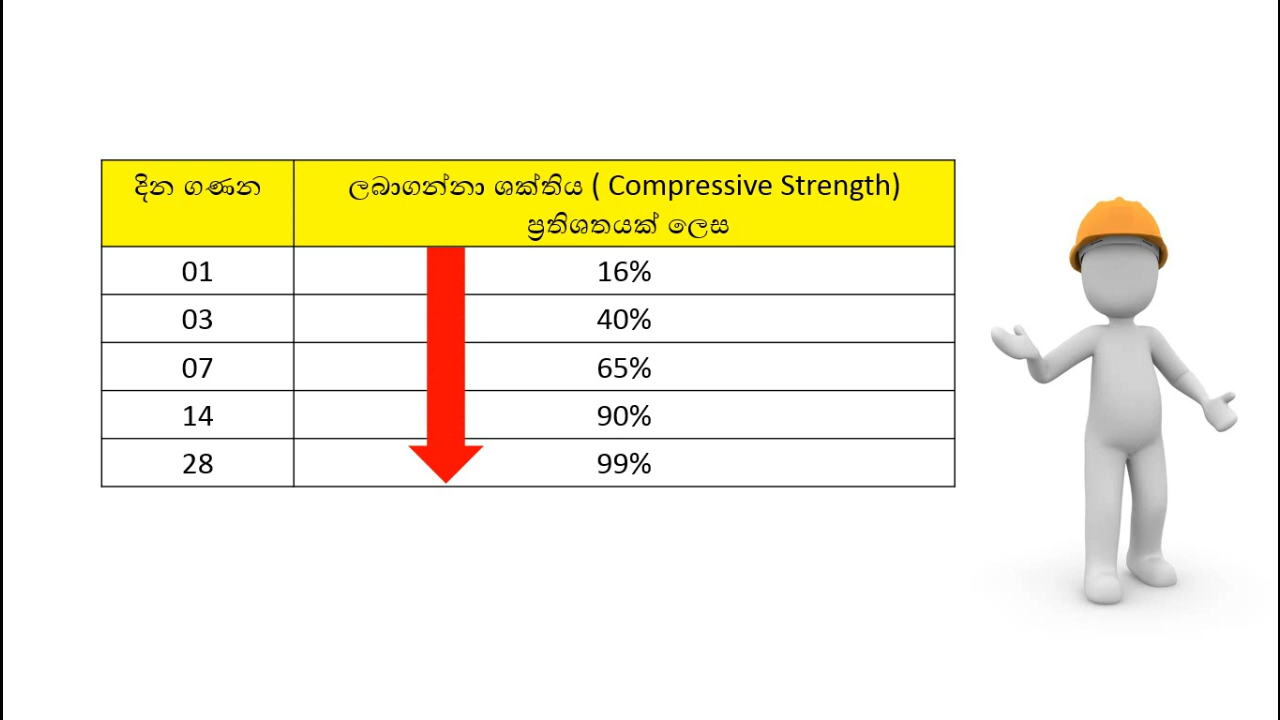 දින ගණන
ලබාගන්නා ශක්තිය ( Compressive Strength)
ප්‍රතිශතයක් ලෙස
01 16%
03 40%
07 65%
14 90%
28 99%